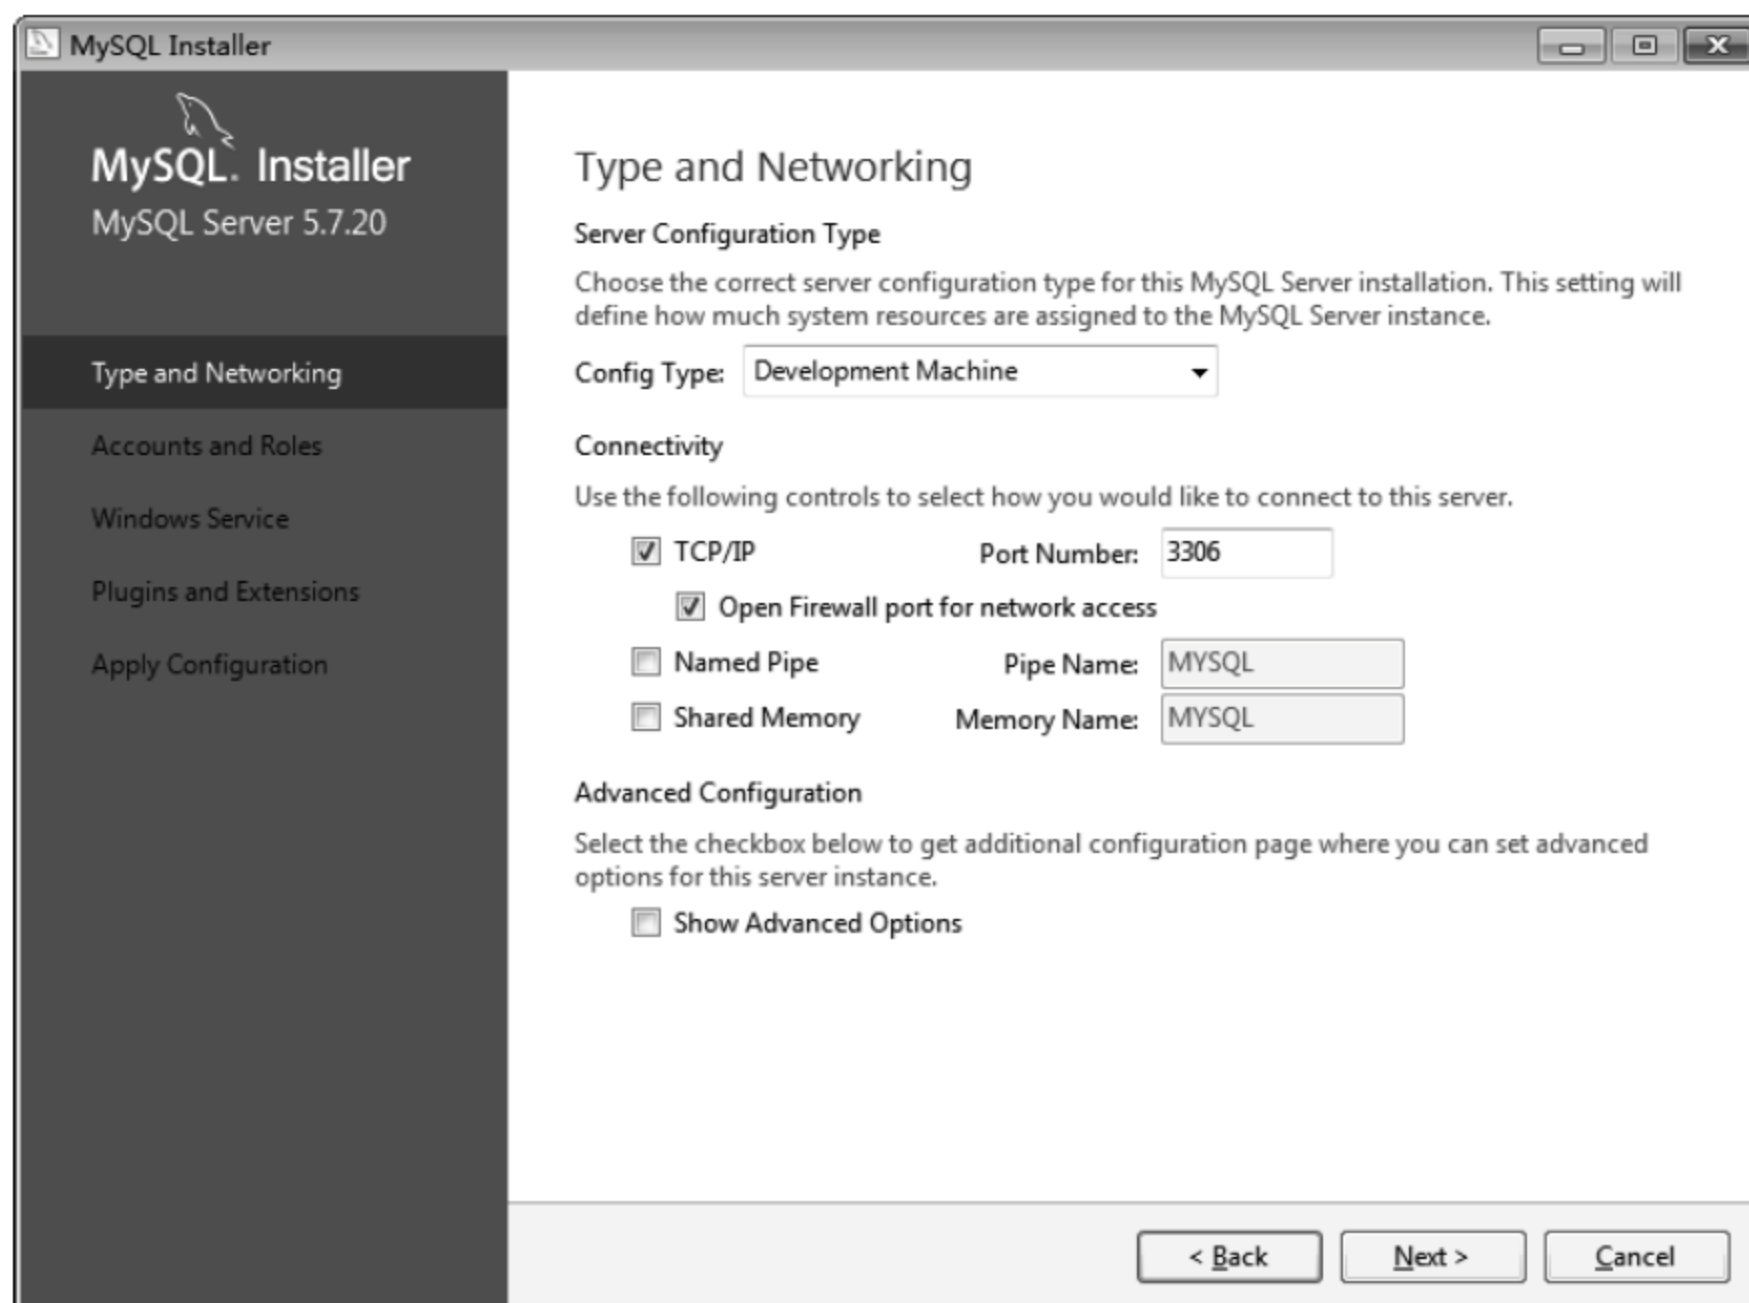 MySQL Installer
MySQL. Installer
MySQL Server 5.7.20
Type and Networking
Accounts and Roles
Windows Service
Plugins and Extensions
Apply Configuration
Type and Networking
Server Configuration Type
Choose the correct server configuration type for this MySQL Server installation. This setting will
define how much system resources are assigned to the MySQL Server instance.
Config Type: Development Machine
Connectivity
Use the following controls to select how you would like to connect to this server.
TCP/IP Port Number: 3306
Open Firewall port for network access
Named Pipe Pipe Name: MYSQL
Shared Memory Memory Name: MYSQL
Advanced Configuration
Select the checkbox below to get additional configuration page where you can set advanced
options for this server instance.
Show Advanced Options
< Back Next > Cancel